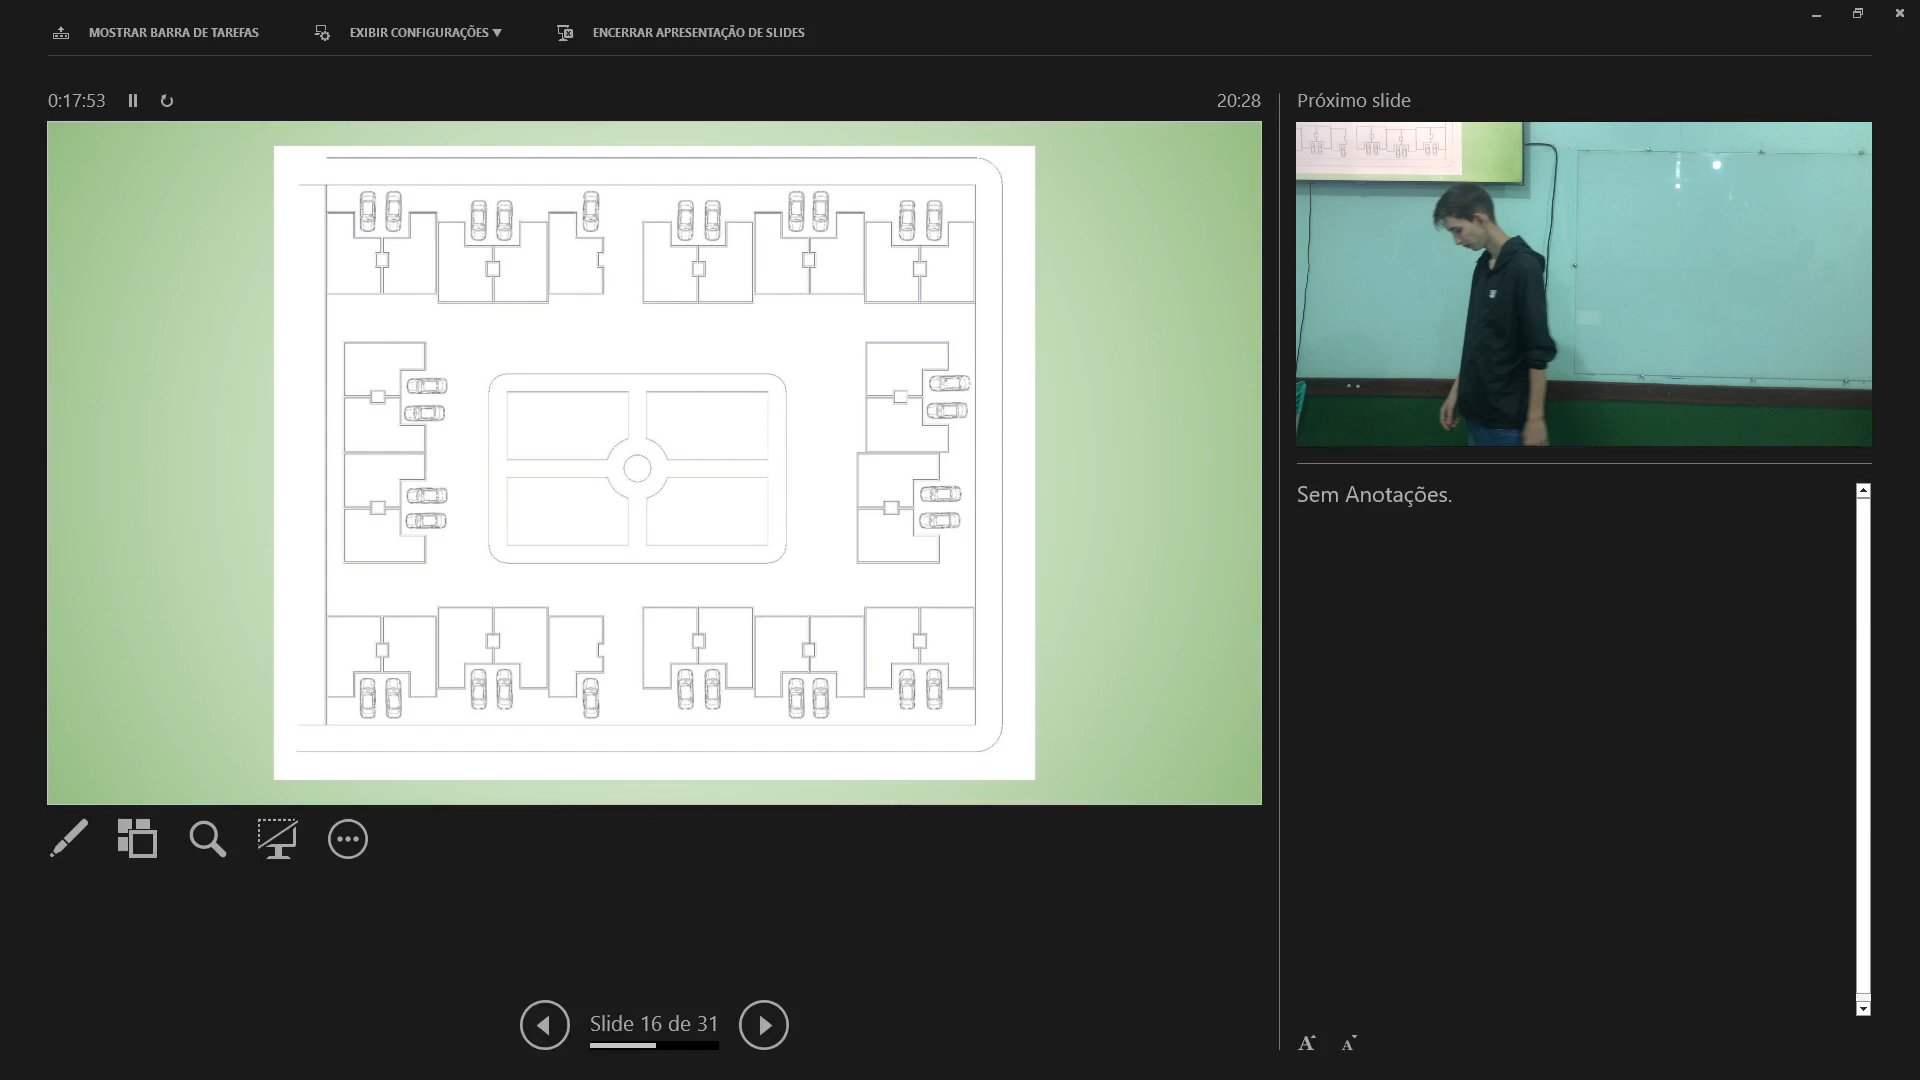 MOSTRAR BARRA DE TAREFAS
EXIBIR CONFIGURAÇÕES ▼
ENCERRAR APRESENTAÇÃO DE SLIDES
0:17:53
20:28
Próximo slide
Sem Anotações.
Slide 16 de 31
A A